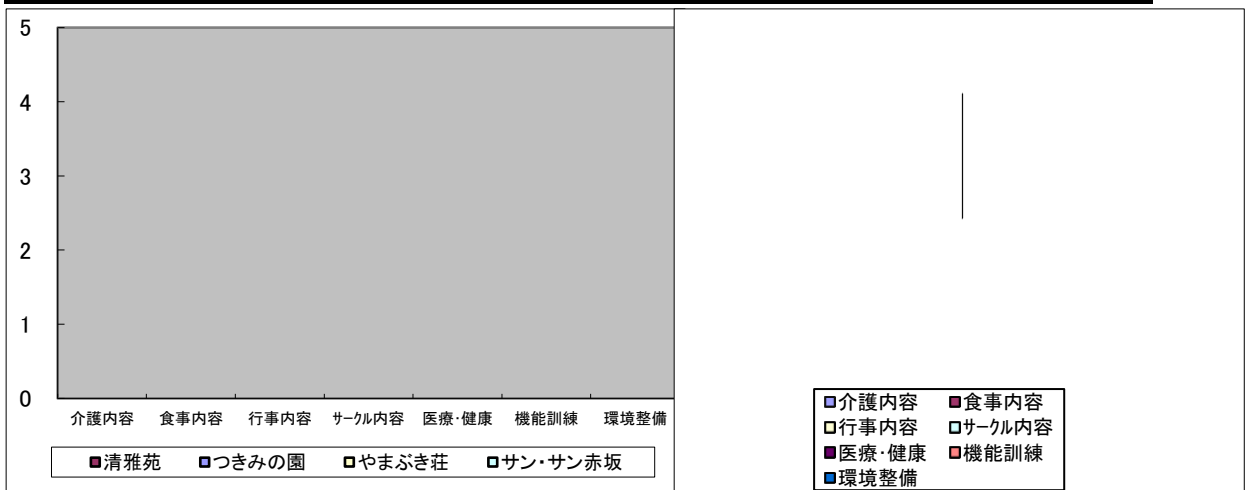 5
4
3
2
1
0
介護内容 食事内容 行事内容 サークル内容 医療・健康 機能訓練 環境整備
清雅苑 つきみの園 やまぶき荘 サン・サン赤坂
介護内容 食事内容
行事内容 サークル内容
医療・健康 機能訓練
環境整備